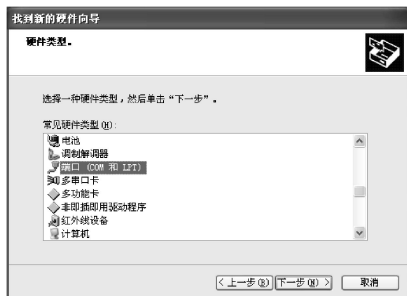 找到新的硬件向导
硬件类型。
选择一种硬件类型，然后单击“下一步”。
常见硬件类型(H):
电池
调制解调器
端口 (COM 和 LPT)
多串口卡
多功能卡
非即插即用驱动程序
红外线设备
计算机
< 上一步(B)
下一步(N) >
取消